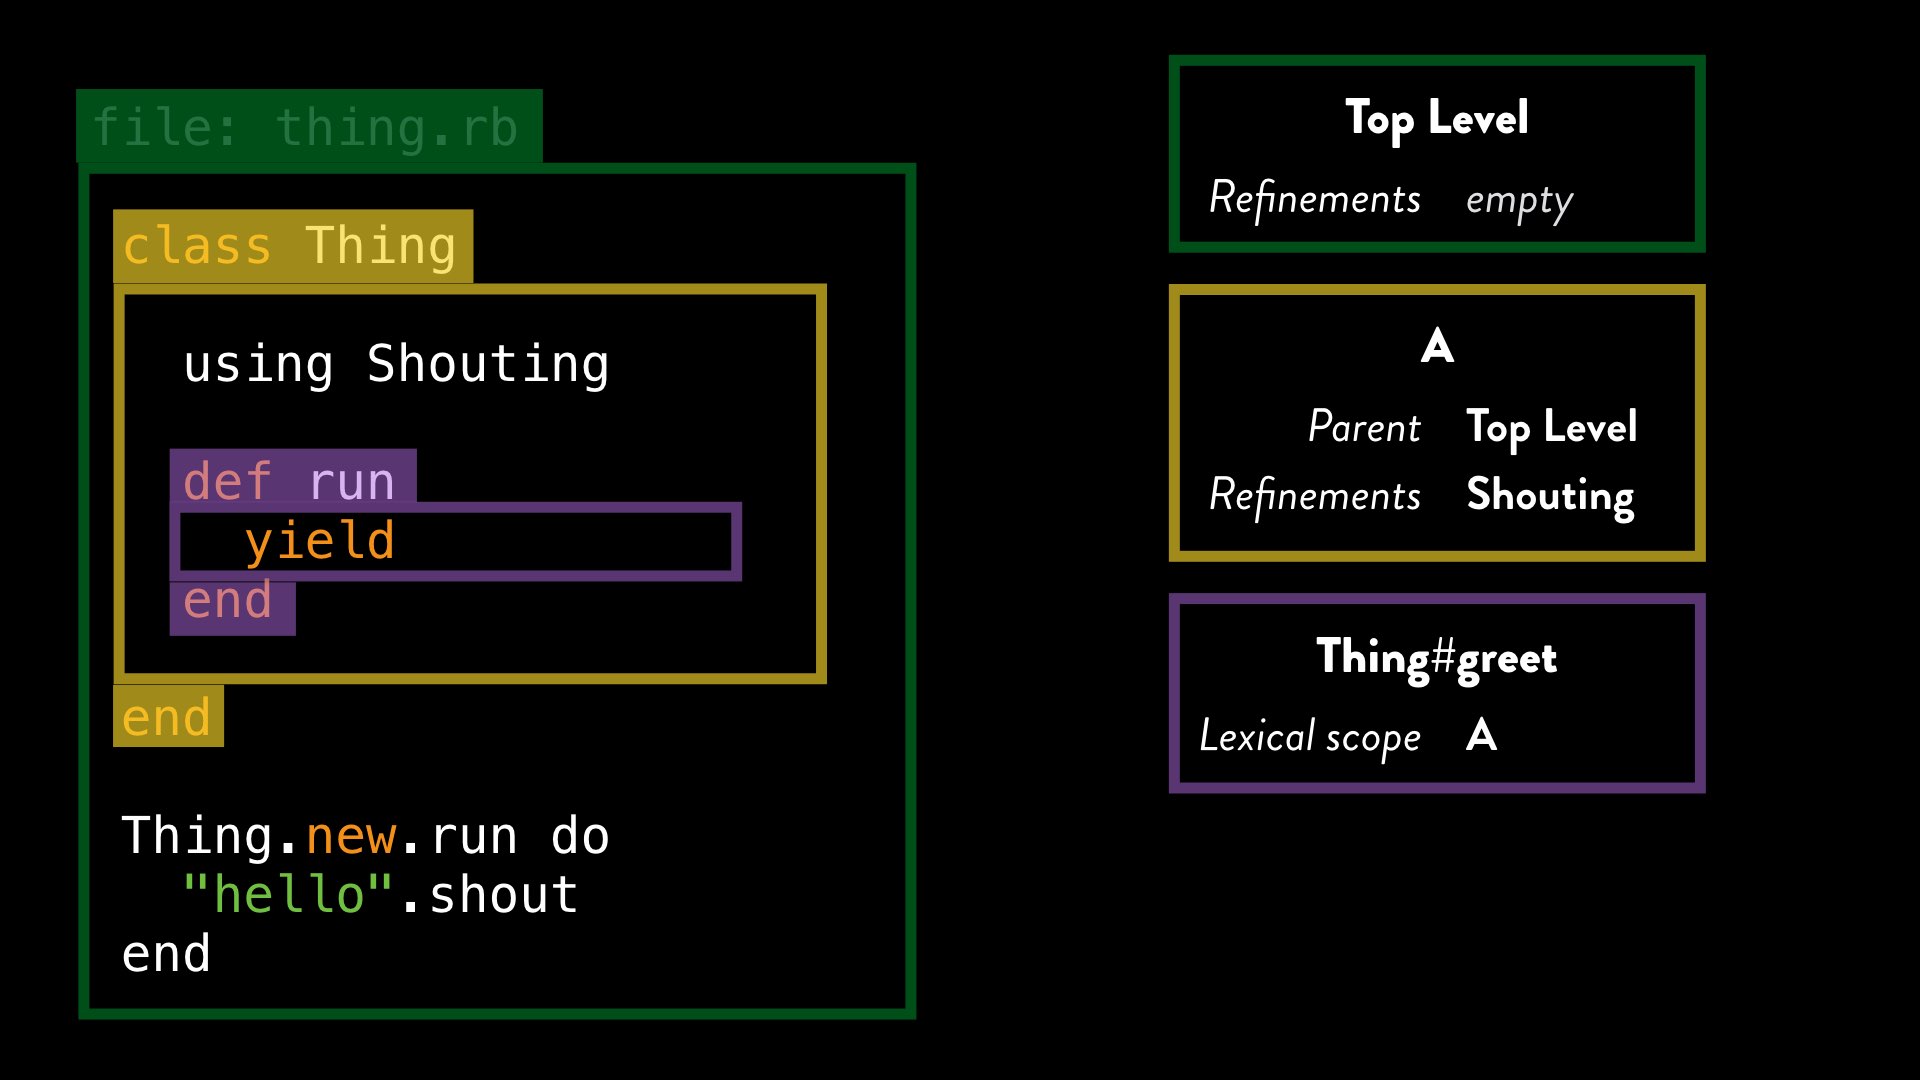 file: thing.rb
class Thing
using Shouting
def run
yield
end
end
Thing.new.run do
"hello".shout
end
Top Level
Refinements empty
A
Parent Top Level
Refinements Shouting
Thing#greet
Lexical scope A